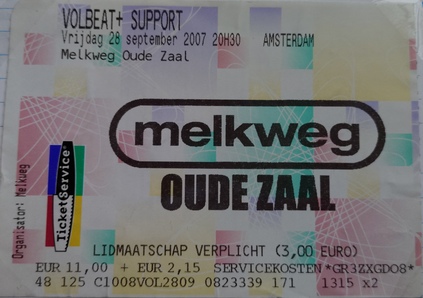 VOLBEAT+ SUPPORT
Vrijdag 28 september 2007 20H30 AMSTERDAM
Melkweg Oude Zaal
melkweg
OUDE ZAAL
Organisator: Melkweg
TicketService
LIDMAATSCHAP VERPLICHT (3,00 EURO)
EUR 11,00 + EUR 2,15 SERVICEKOSTEN *GR3ZXGDO8*
48 125 C1008VOL2809 0823339 171 1315 x2